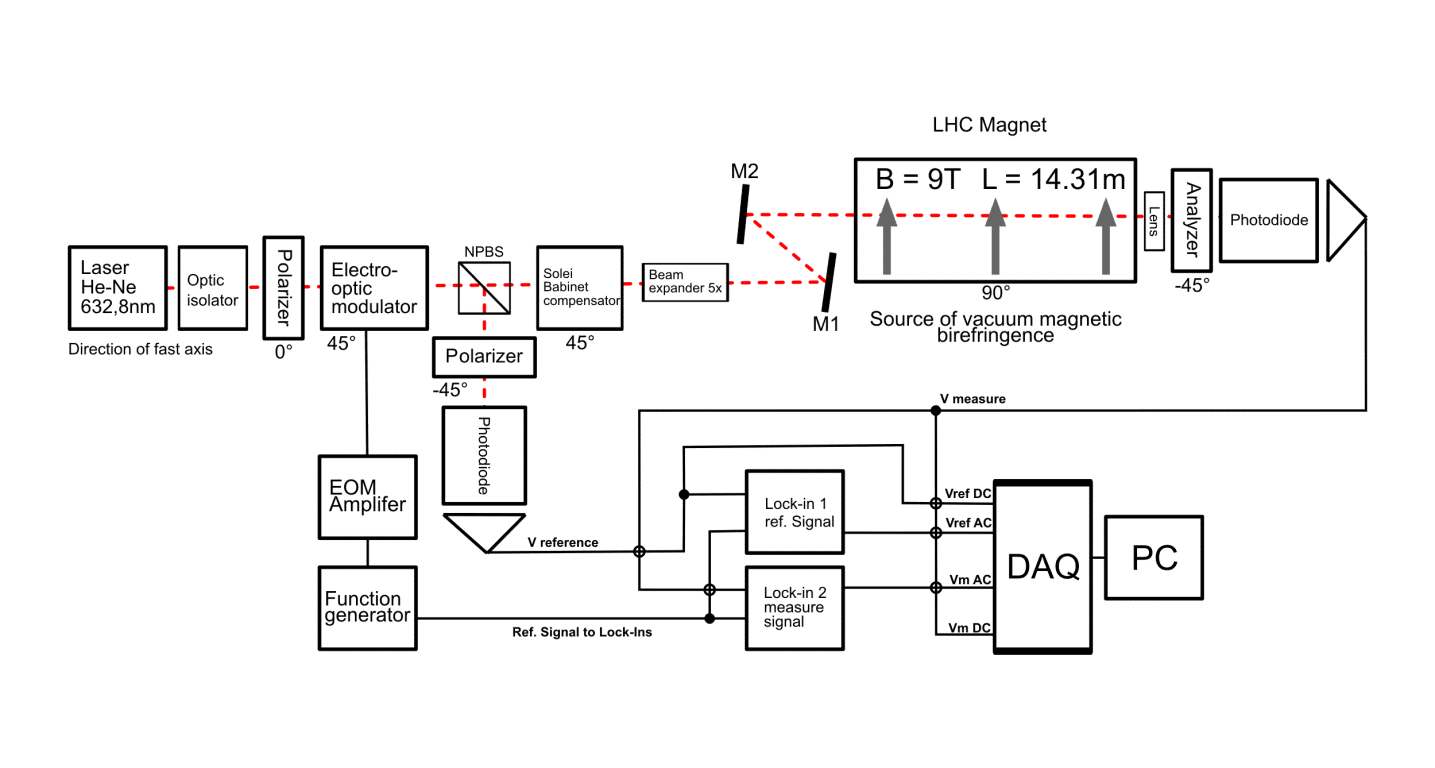 LHC Magnet
M2
B = 9T L = 14.31m
Lens
Analyzer
Photodiode
-45°
90°
Source of vacuum magnetic
birefringence
M1
NPBS
Laser
He-Ne
632,8nm
Optic
isolator
Polarizer
Electro-
optic
modulator
Solei
Babinet
compensator
Beam
expander 5x
Direction of fast axis
0°
45°
45°
Polarizer
-45°
Photodiode
V measure
EOM
Amplifer
Function
generator
V reference
Ref. Signal to Lock-Ins
Lock-in 1
ref. Signal
Lock-in 2
measure
signal
Vref DC
Vref AC
Vm AC
Vm DC
DAQ
PC